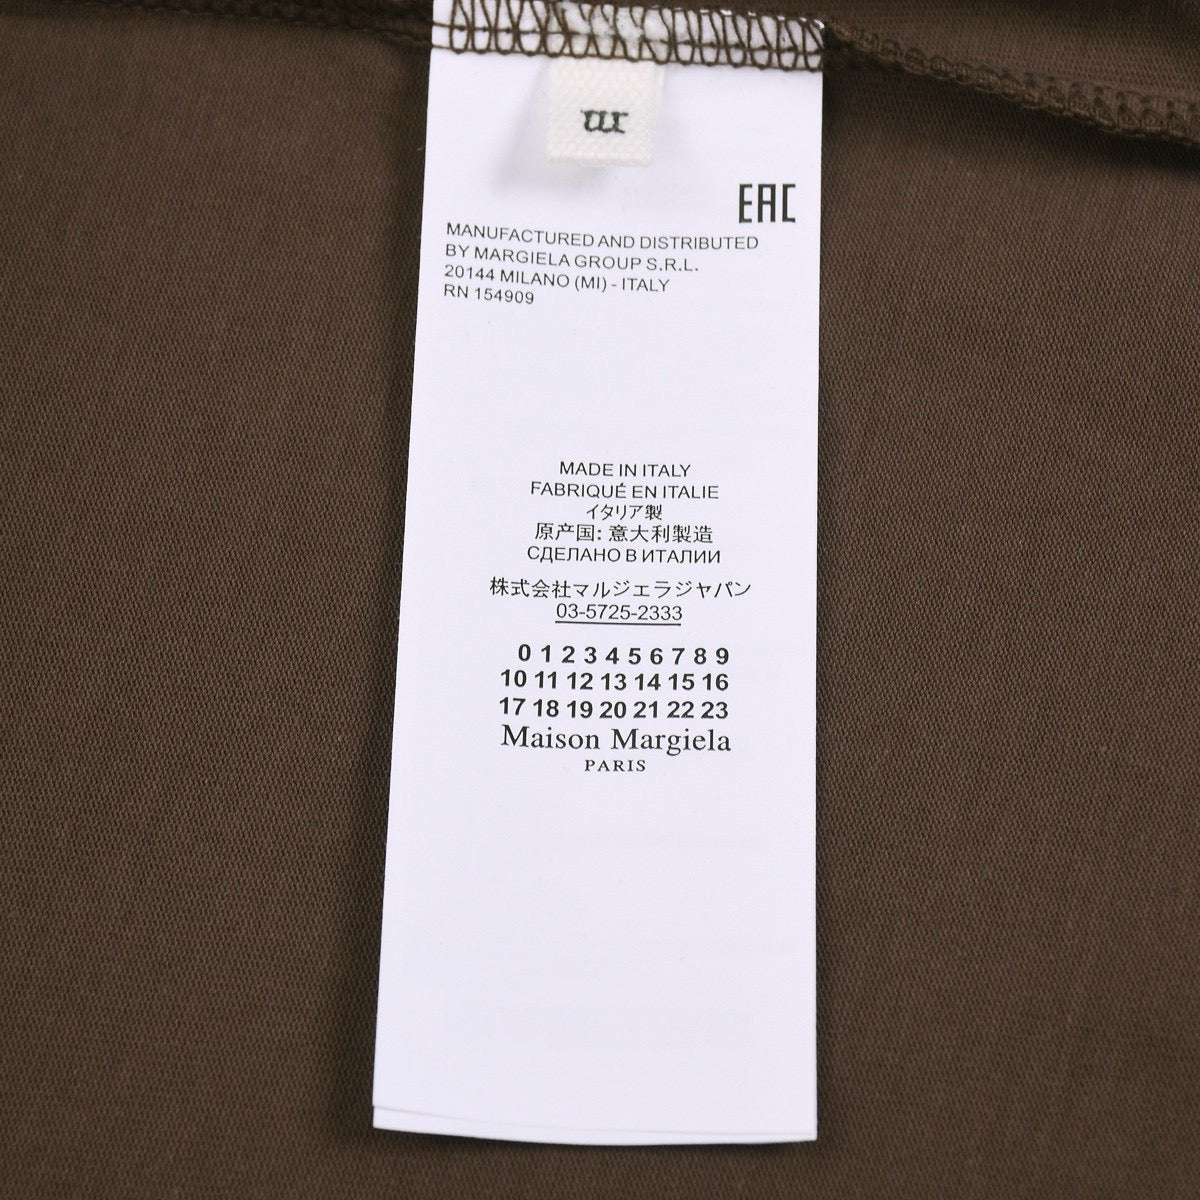 m
EAC
MANUFACTURED AND DISTRIBUTED
BY MARGIELA GROUP S.R.L.
20144 MILANO (MI) - ITALY
RN 154909
MADE IN ITALY
FABRIQUÉ EN ITALIE
イタリア製
原产国: 意大利製造
СДЕЛАНО В ИТАЛИИ
株式会社マルジェラジャパン
03-5725-2333
0 1 2 3 4 5 6 7 8 9
10 11 12 13 14 15 16
17 18 19 20 21 22 23
Maison Margiela
PARIS